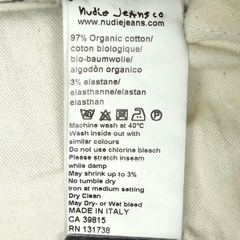 nudie jeans co
www.nudiejeans.com
97% Organic cotton/
coton biologique/
bio-baumwolle/
algodòn organico
3% elastane/
elasthanne/
elasthan/elastan
Machine wash at 40°C
Wash inside out with
similar colours
Do not use chlorine bleach
Please stretch inseam
while damp
May shrink up to 3%
No tumble dry
Iron at medium setting
Dry Clean
May Dry- or Wet bleed
MADE IN ITALY
CA 39815
RN 131738